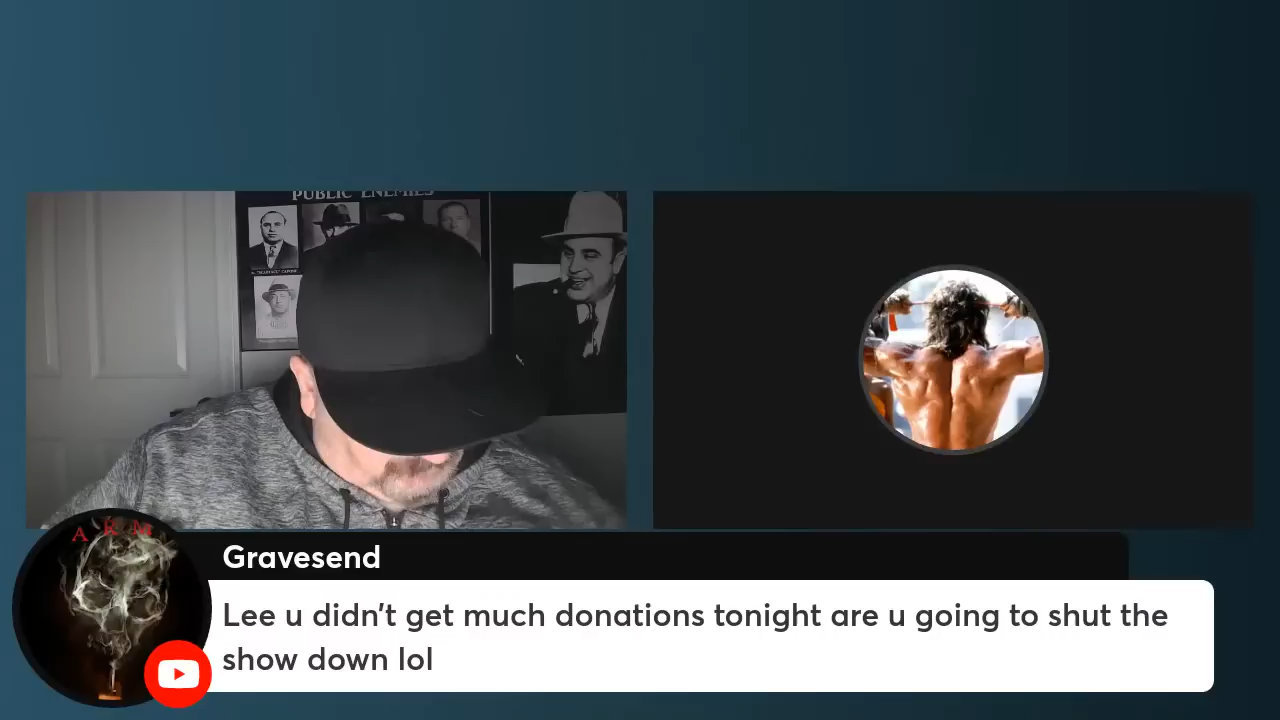 PUBLIC ENEMIES
A K M
Gravesend
Lee u didn't get much donations tonight are u going to shut the
show down lol